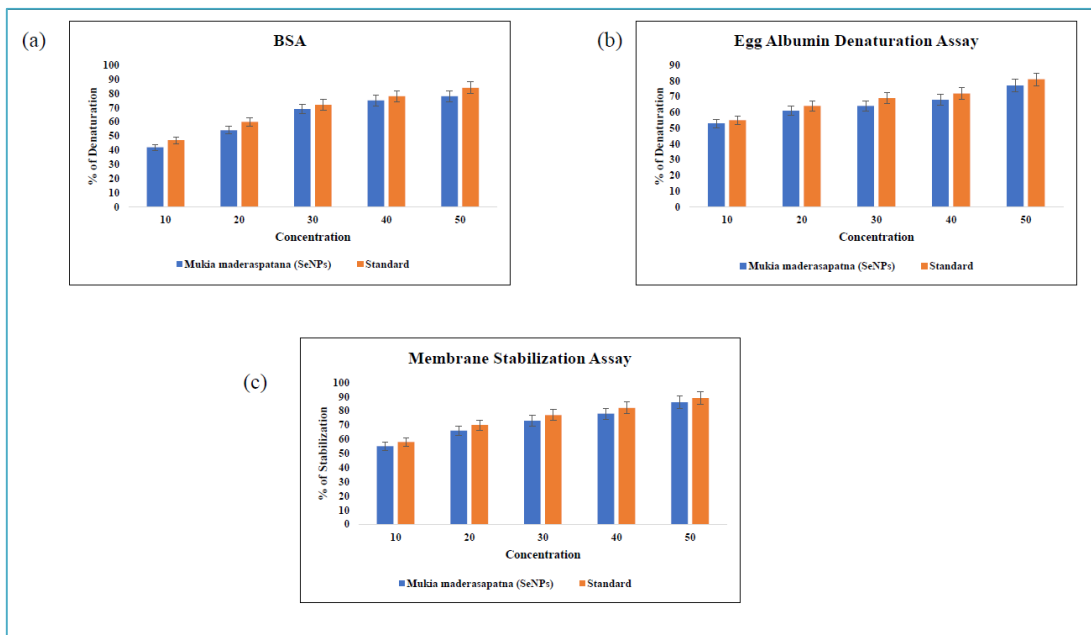 (a)
BSA
% of Denaturation
100
90
80
70
60
50
40
30
20
10
0
10 20 30 40 50
Concentration
Mukia maderaspatana (SeNPs) Standard
(b)
Egg Albumin Denaturation Assay
% of Denaturation
90
80
70
60
50
40
30
20
10
0
10 20 30 40 50
Concentration
Mukia maderasapatna (SeNPs) Standard
(c)
Membrane Stabilization Assay
% of Stabilization
100
90
80
70
60
50
40
30
20
10
0
10 20 30 40 50
Concentration
Mukia maderasapatna (SeNPs) Standard